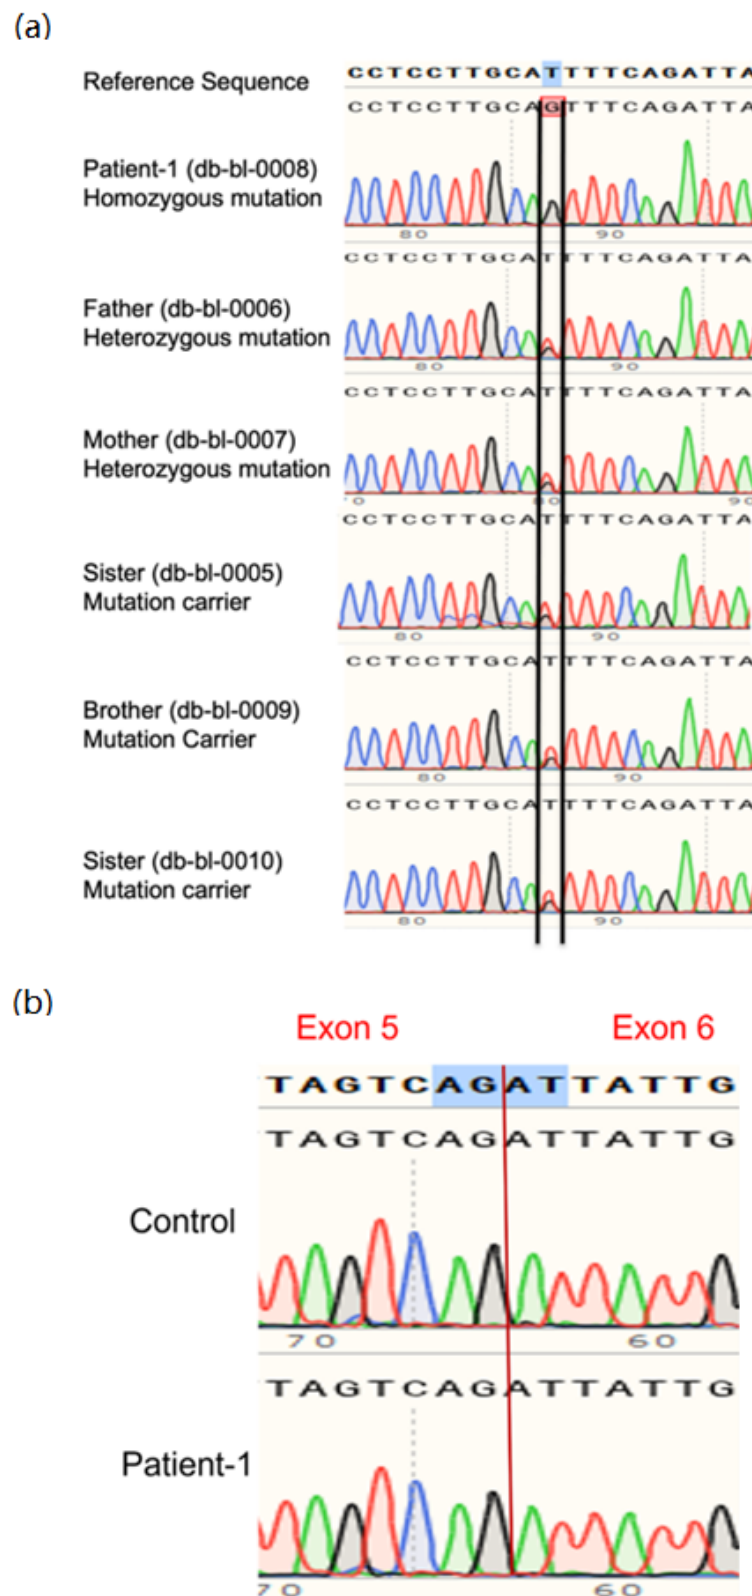 (a)
Reference Sequence
CCTCCTTGCATTTTCAGATTA
CCTCCTTGCAGTTTCAGATTA
Patient-1 (db-bl-0008)
Homozygous mutation
80 90
CCTCCTTGCATTTTCAGATTA
Father (db-bl-0006)
Heterozygous mutation
80 90
CCTCCTTGCATTTTCAGATTA
Mother (db-bl-0007)
Heterozygous mutation
80 90
CCTCCTTGCATTTTCAGATTA
Sister (db-bl-0005)
Mutation carrier
80 90
CCTCCTTGCATTTTCAGATTA
Brother (db-bl-0009)
Mutation Carrier
80 90
CCTCCTTGCATTTTCAGATTA
Sister (db-bl-0010)
Mutation carrier
80 90
(b)
Exon 5 Exon 6
TAGTCAGATTATTG
TAGTCAGATTATTG
Control
70 60
TAGTCAGATTATTG
Patient-1
70 60